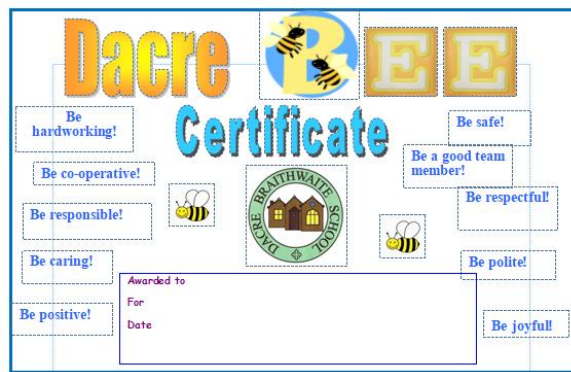 Dacre B E E
Certificate
Be
hardworking!
Be co-operative!
Be responsible!
Be caring!
Be positive!
Be safe!
Be a good team
member!
Be respectful!
Be polite!
Be joyful!
DACRE BRAITHWAITE SCHOOL
Awarded to
For
Date